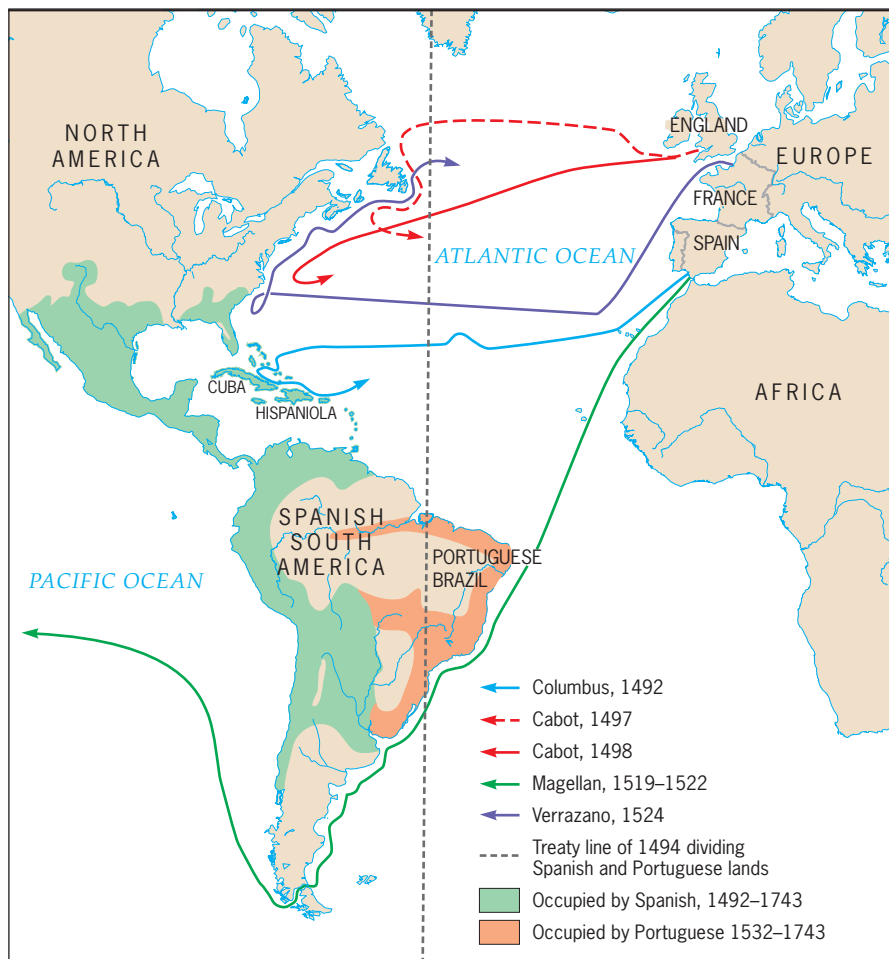 NORTH
AMERICA
ENGLAND
EUROPE
FRANCE
SPAIN
ATLANTIC OCEAN
CUBA
HISPANIOLA
AFRICA
SPANISH
SOUTH
AMERICA
PORTUGUESE
BRAZIL
PACIFIC OCEAN
Columbus, 1492
Cabot, 1497
Cabot, 1498
Magellan, 1519–1522
Verrazano, 1524
Treaty line of 1494 dividing
Spanish and Portuguese lands
Occupied by Spanish, 1492–1743
Occupied by Portuguese 1532–1743